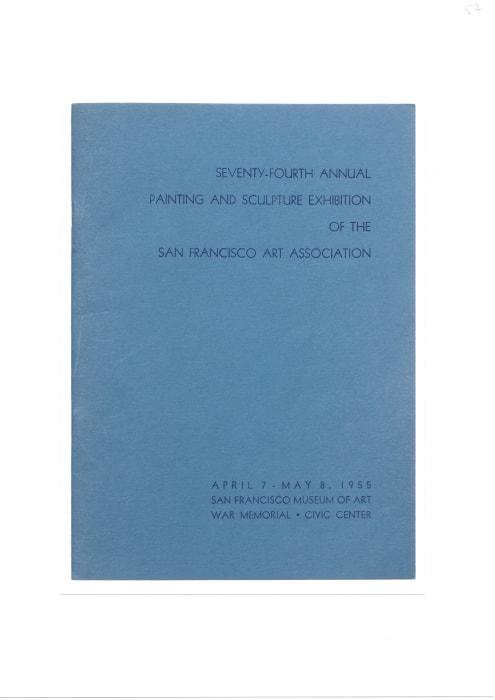 57
SEVENTY-FOURTH ANNUAL
PAINTING AND SCULPTURE EXHIBITION
OF THE
SAN FRANCISCO ART ASSOCIATION
APRIL 7 - MAY 8, 1955
SAN FRANCISCO MUSEUM OF ART
WAR MEMORIAL • CIVIC CENTER